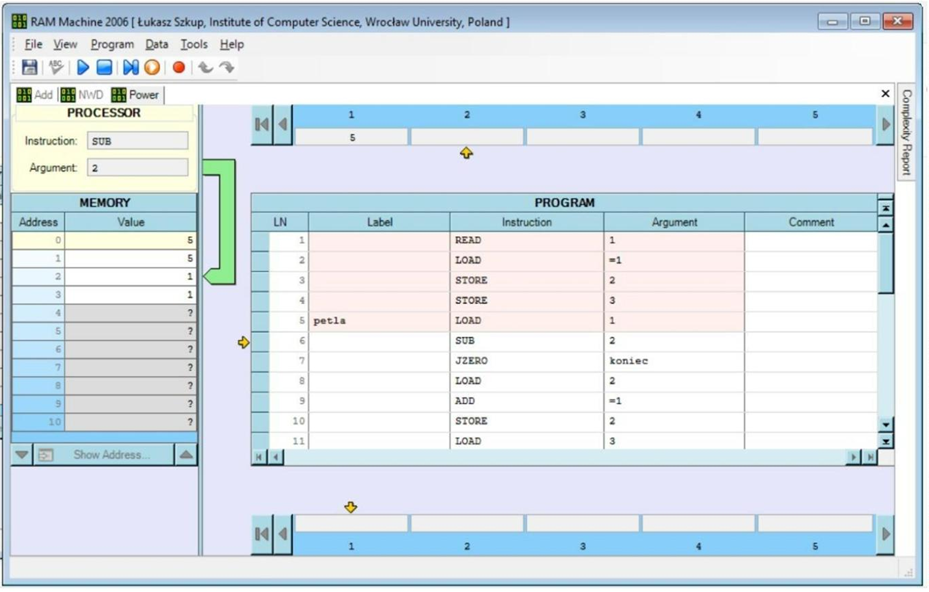 RAM Machine 2006 [ Łukasz Szkup, Institute of Computer Science, Wrocław University, Poland ]
File View Program Data Tools Help
ABC
Add NWD Power
PROCESSOR
Instruction: SUB
Argument: 2
1 2 3 4 5
5
Complexity Report
MEMORY
Address Value
0 5
1 5
2 1
3 1
4 ?
5 ?
6 ?
7 ?
8 ?
9 ?
10 ?
Show Address...
PROGRAM
LN Label Instruction Argument Comment
1 READ 1
2 LOAD =1
3 STORE 2
4 STORE 3
5 petla LOAD 1
6 SUB 2
7 JZERO koniec
8 LOAD 2
9 ADD =1
10 STORE 2
11 LOAD 3
1 2 3 4 5